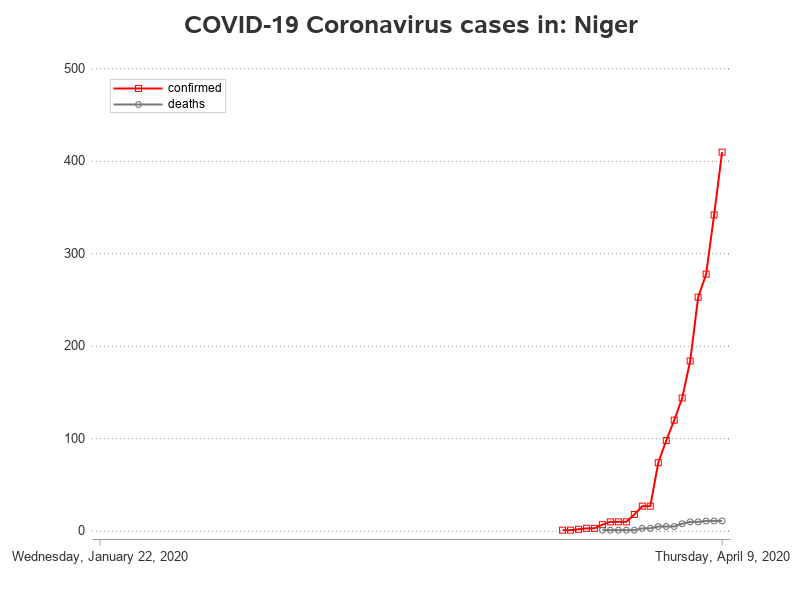 COVID-19 Coronavirus cases in: Niger
500
confirmed
deaths
400
300
200
100
0
Wednesday, January 22, 2020
Thursday, April 9, 2020